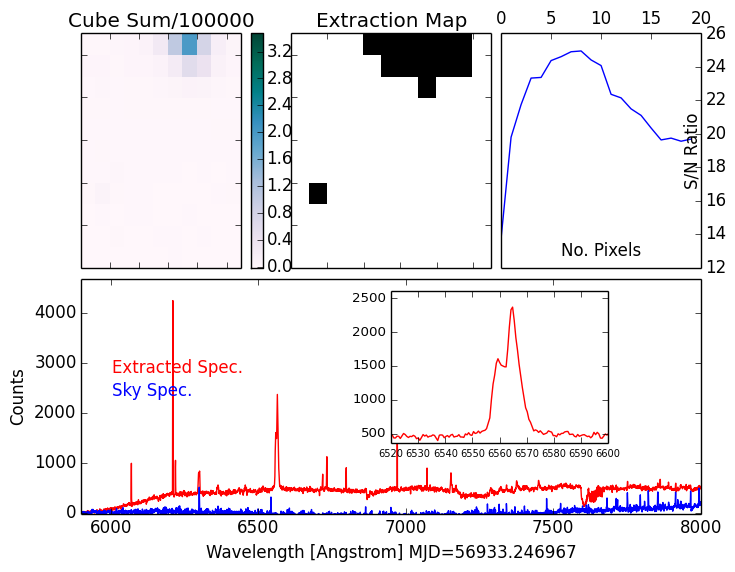 Cube Sum/100000
Extraction Map
0 5 10 15 20
3.2
2.8
2.4
2.0
1.6
1.2
0.8
0.4
0.0
26
24
22
20
18
16
14
12
S/N Ratio
No. Pixels
4000
3000
2000
1000
0
Counts
Extracted Spec.
Sky Spec.
2500
2000
1500
1000
500
6520 6530 6540 6550 6560 6570 6580 6590 6600
6000 6500 7000 7500 8000
Wavelength [Angstrom] MJD=56933.246967